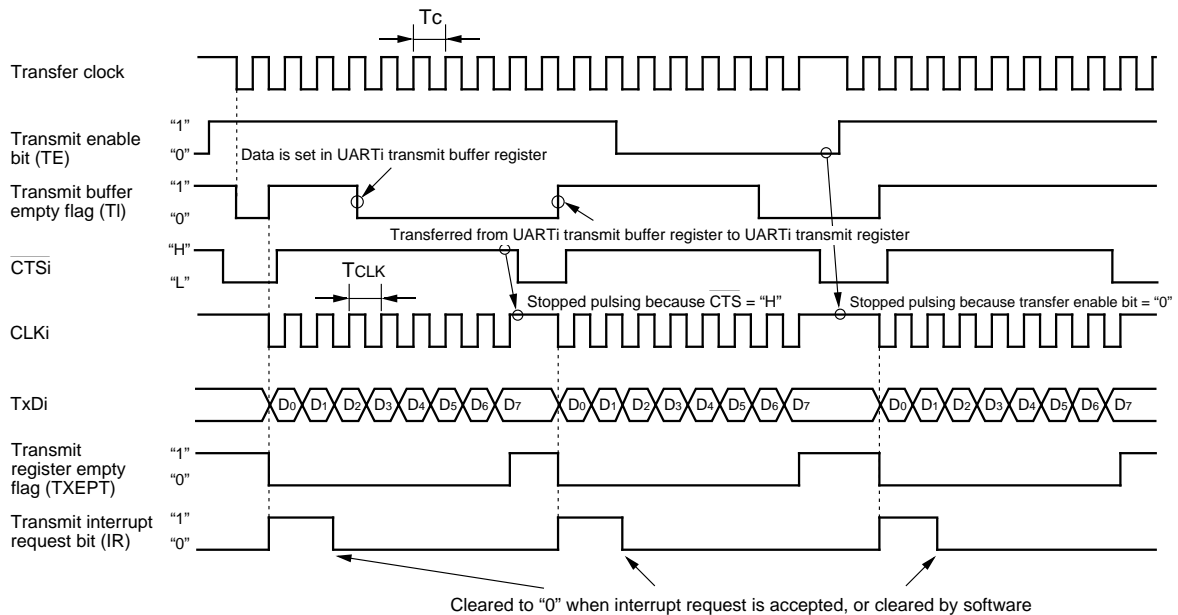 Tc
Transfer clock
Transmit enable
bit (TE)
“1”
“0”
Data is set in UARTi transmit buffer register
Transmit buffer
empty flag (TI)
“1”
“0”
Transferred from UARTi transmit buffer register to UARTi transmit register
CTSi
“H”
“L”
TCLK
Stopped pulsing because CTS = “H”
Stopped pulsing because transfer enable bit = “0”
CLKi
TxDi
D0 D1 D2 D3 D4 D5 D6 D7 D0 D1 D2 D3 D4 D5 D6 D7 D0 D1 D2 D3 D4 D5 D6 D7
Transmit
register empty
flag (TXEPT)
“1”
“0”
Transmit interrupt
request bit (IR)
“1”
“0”
Cleared to “0” when interrupt request is accepted, or cleared by software